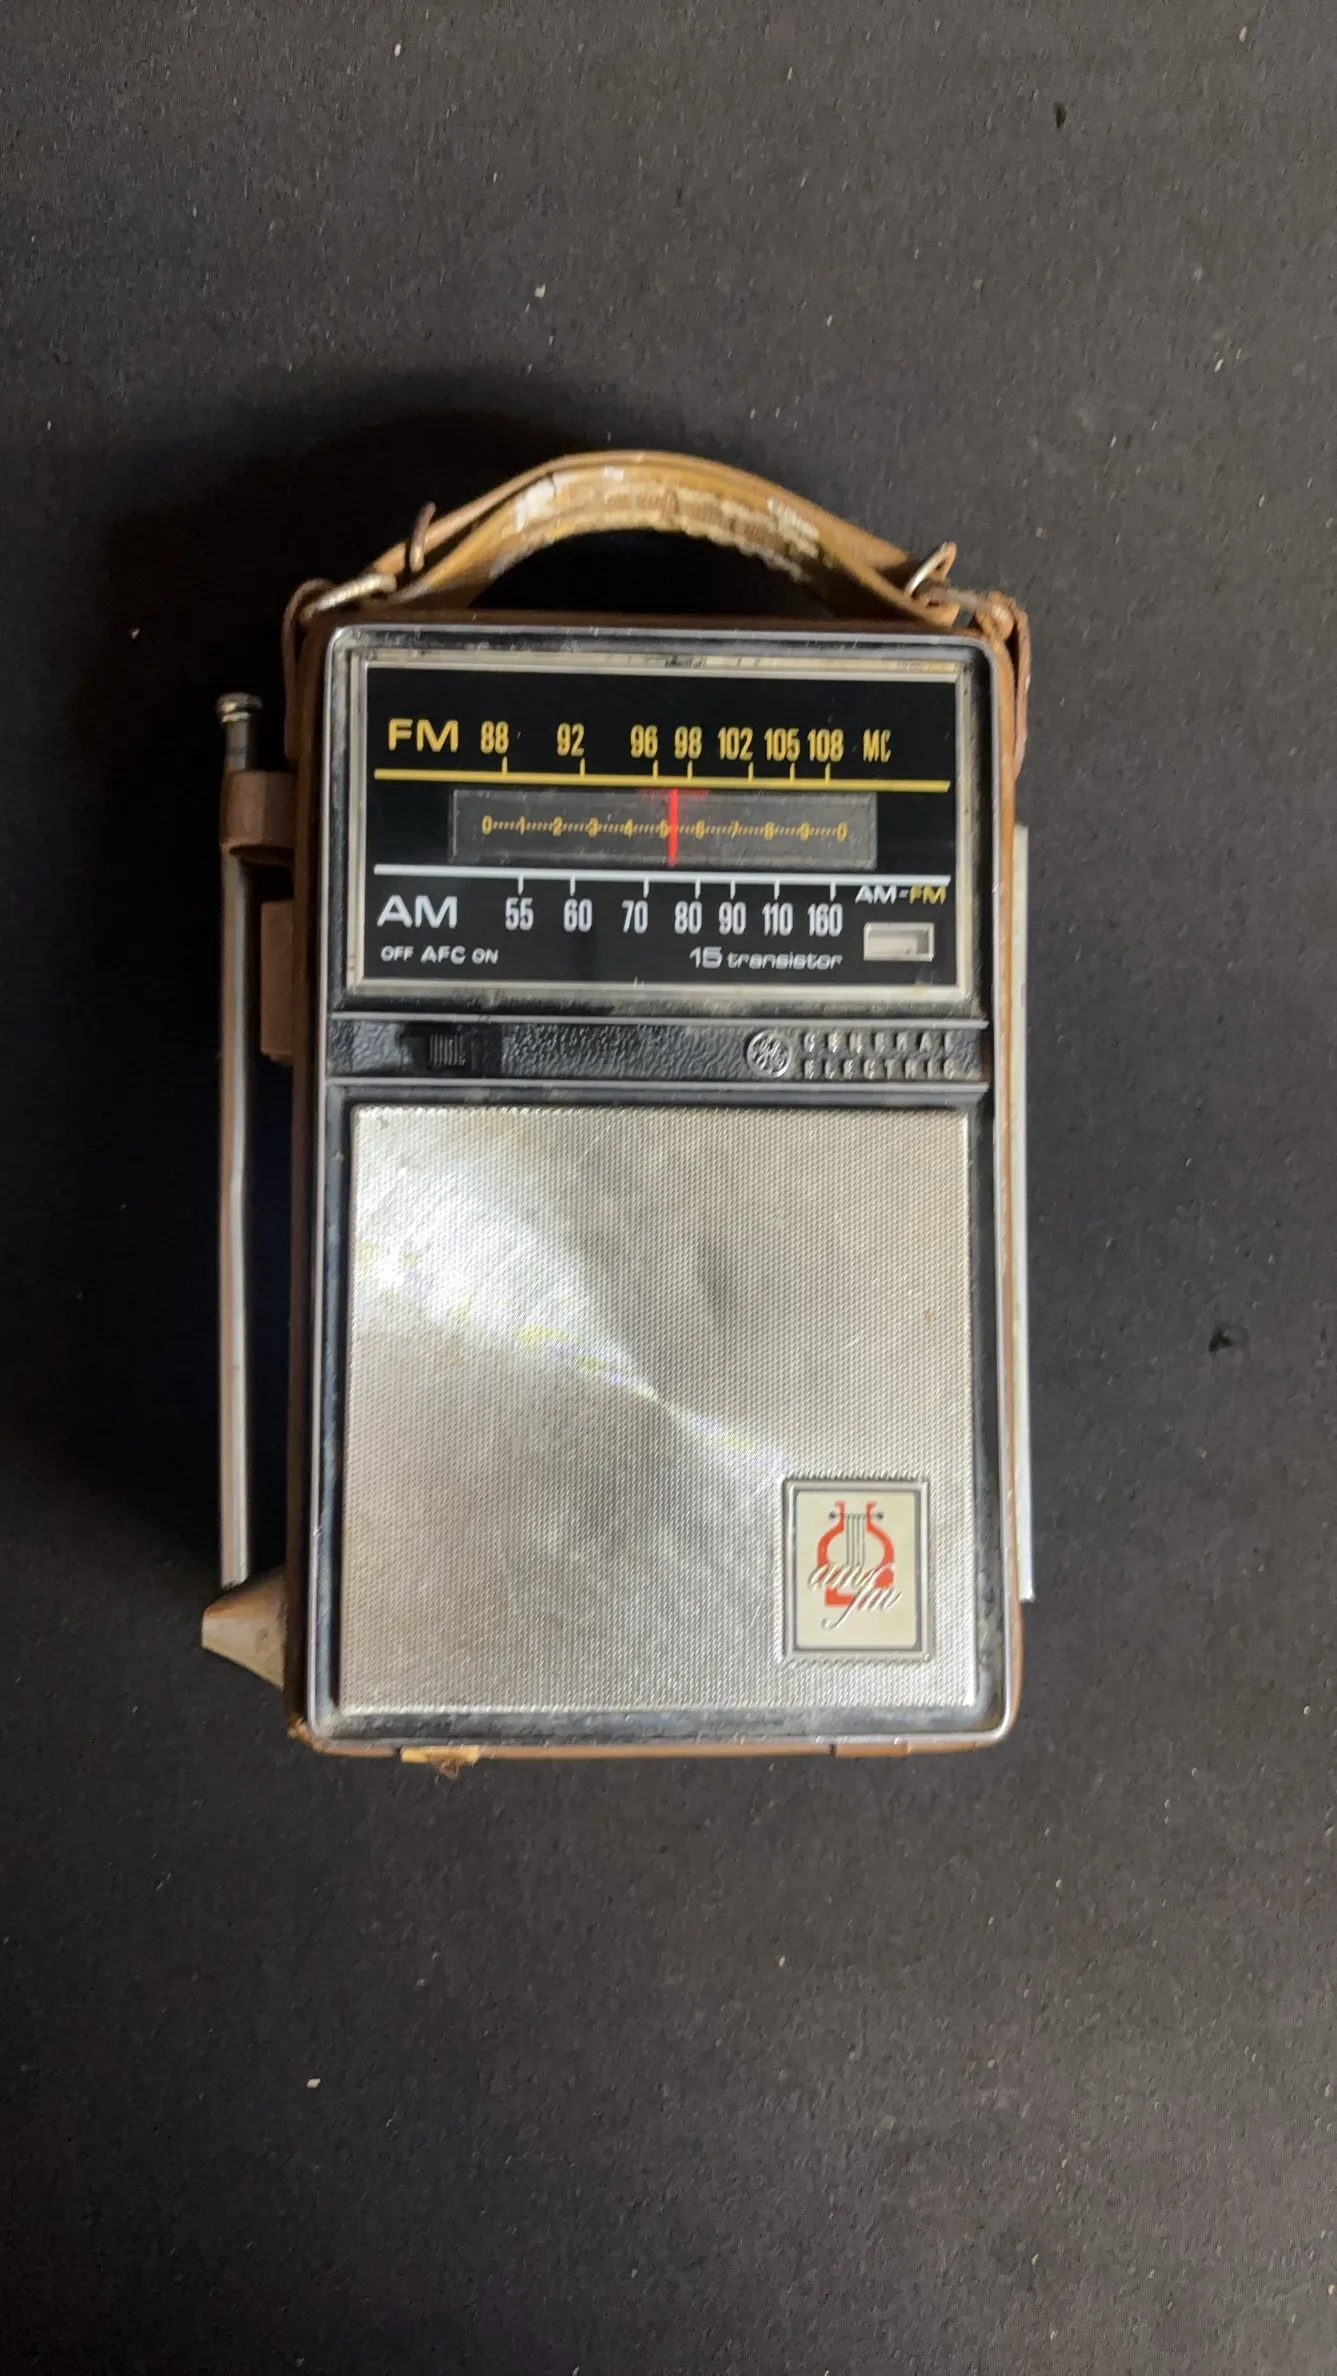 FM 88 92 96 98 102 105 108 MC
0 1 2 3 4 5 6 7 8 9 0
AM-FM
AM 55 60 70 80 90 110 160
OFF AFC ON
15 transistor
GE GENERAL
ELECTRIC
am
fm